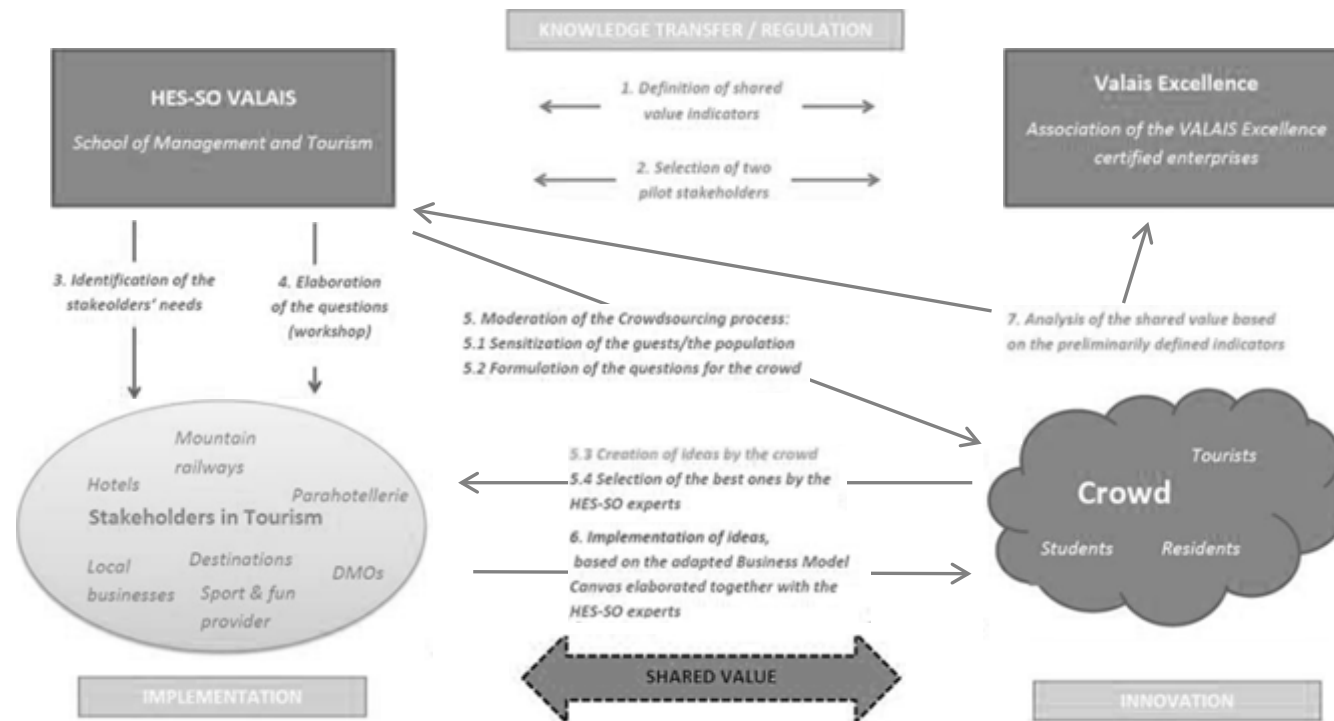 KNOWLEDGE TRANSFER / REGULATION
HES-SO VALAIS
School of Management and Tourism
1. Definition of shared
value indicators
2. Selection of two
pilot stakeholders
Valais Excellence
Association of the VALAIS Excellence
certified enterprises
3. Identification of the
stakeolders' needs
4. Elaboration
of the questions
(workshop)
5. Moderation of the Crowdsourcing process:
5.1 Sensitization of the guests/the population
5.2 Formulation of the questions for the crowd
7. Analysis of the shared value based
on the preliminarily defined indicators
Mountain
railways
Hotels
Parahotellerie
Stakeholders in Tourism
Local
businesses
Destinations
DMOs
Sport & fun
provider
5.3 Creation of ideas by the crowd
5.4 Selection of the best ones by the
HES-SO experts
6. Implementation of ideas,
based on the adapted Business Model
Canvas elaborated together with the
HES-SO experts
Tourists
Crowd
Students
Residents
SHARED VALUE
IMPLEMENTATION
INNOVATION